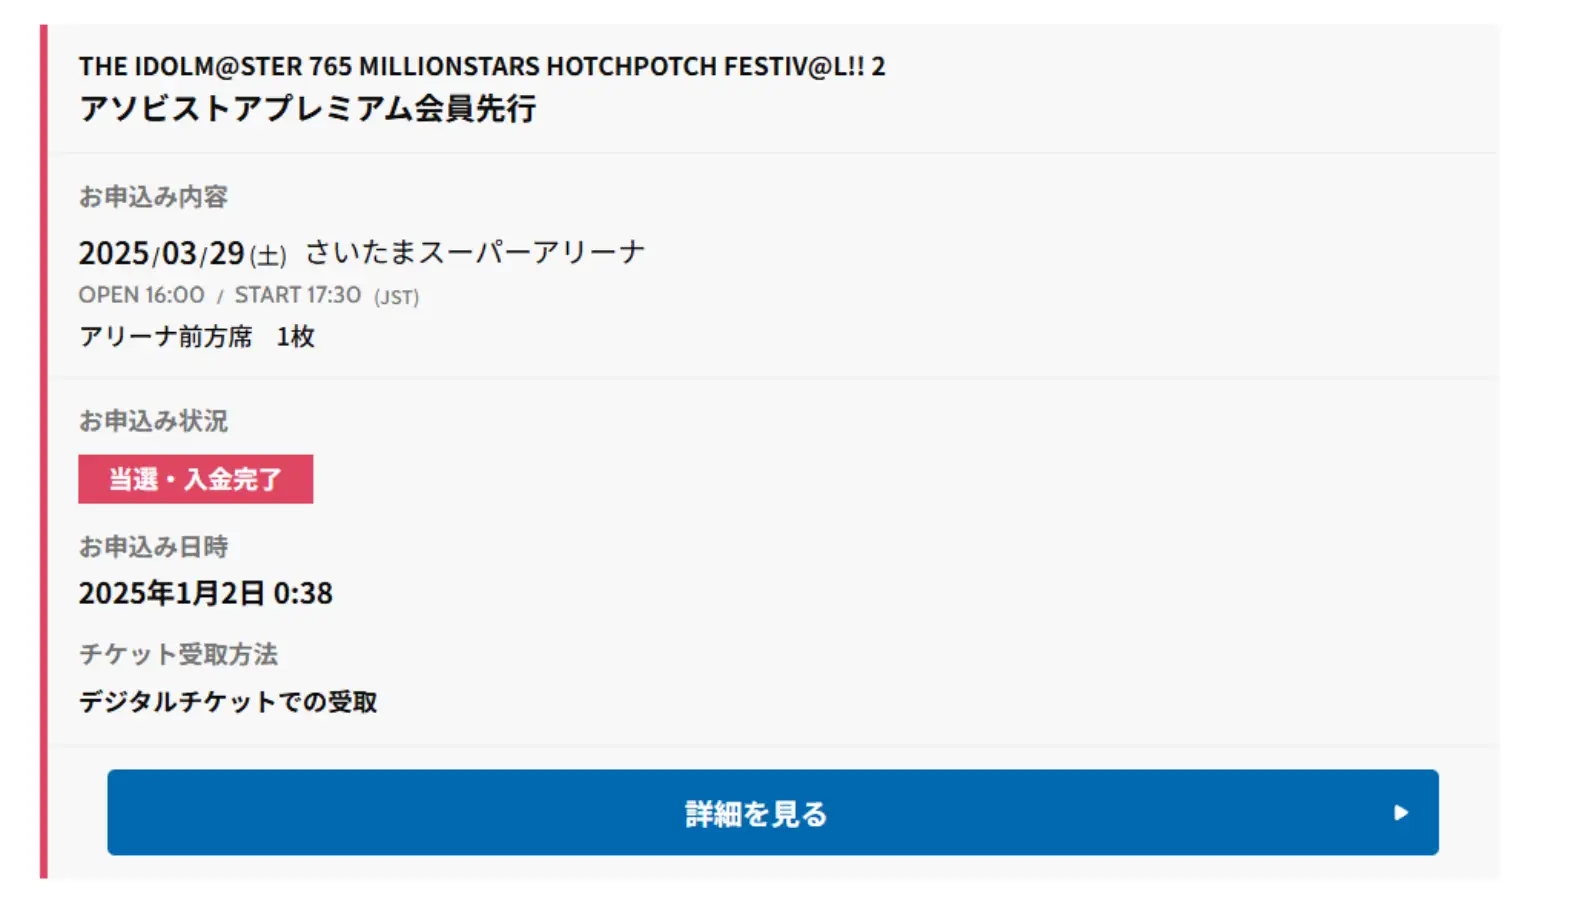 THE IDOLM@STER 765 MILLIONSTARS HOTCHPOTCH FESTIV@L!! 2
アソビストアプレミアム会員先行
お申込み内容
2025/03/29(土) さいたまスーパーアリーナ
OPEN 16:00 / START 17:30 (JST)
アリーナ前方席　1枚
お申込み状況
当選・入金完了
お申込み日時
2025年1月2日 0:38
チケット受取方法
デジタルチケットでの受取
詳細を見る